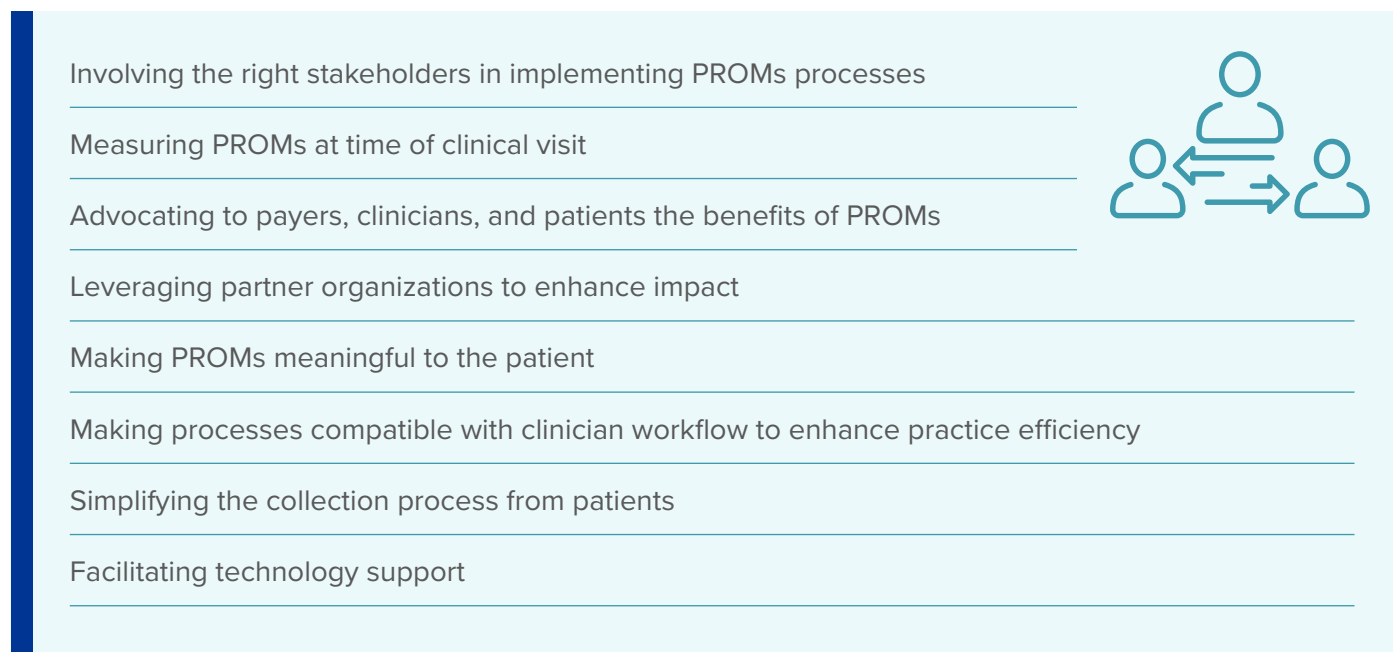 Involving the right stakeholders in implementing PROMs processes
Measuring PROMs at time of clinical visit
Advocating to payers, clinicians, and patients the benefits of PROMs
Leveraging partner organizations to enhance impact
Making PROMs meaningful to the patient
Making processes compatible with clinician workflow to enhance practice efficiency
Simplifying the collection process from patients
Facilitating technology support